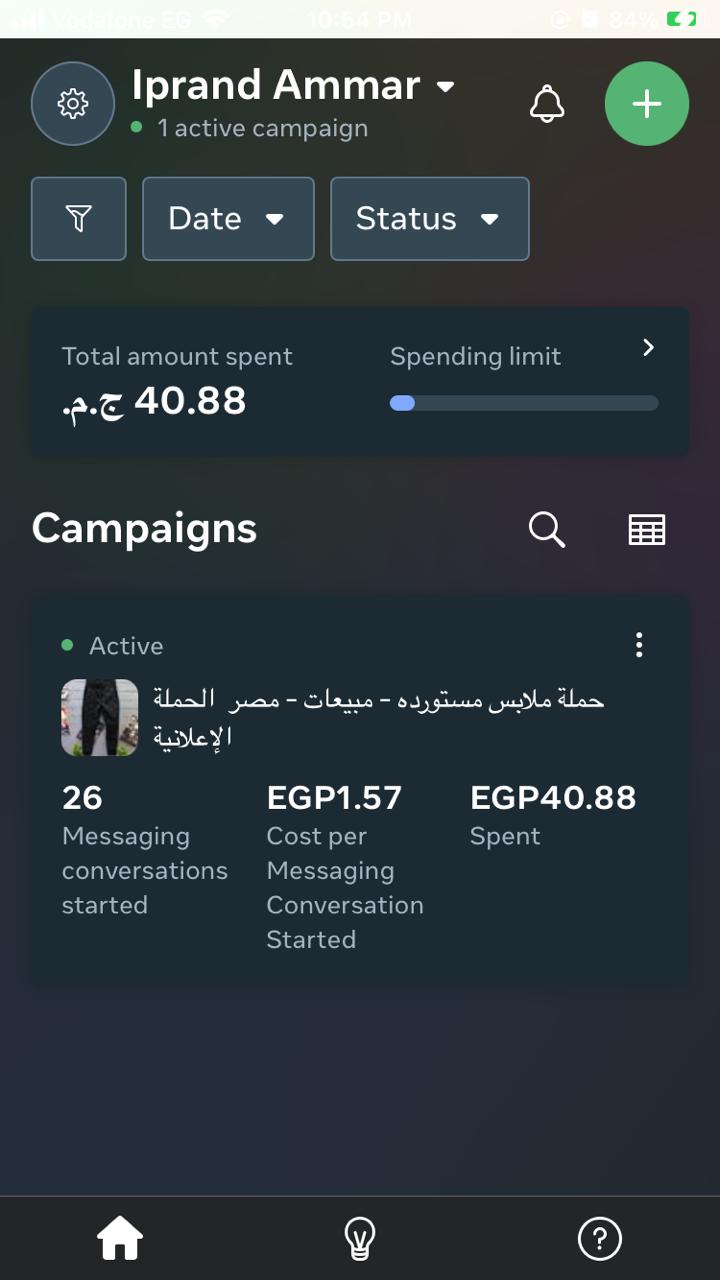 Vodafone EG
10:54 PM
84%
Iprand Ammar
1 active campaign
Date
Status
Total amount spent
40.88 ج.م.
Spending limit
Campaigns
Active
حملة ملابس مستورده - مبيعات - مصر الحملة
الإعلانية
26
Messaging
conversations
started
EGP1.57
Cost per
Messaging
Conversation
Started
EGP40.88
Spent